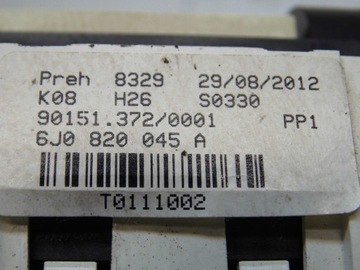 Preh 8329 29/08/2012
K08 H26 S0330
90151.372/0001 PP1
6J0 820 045 A
T0111002